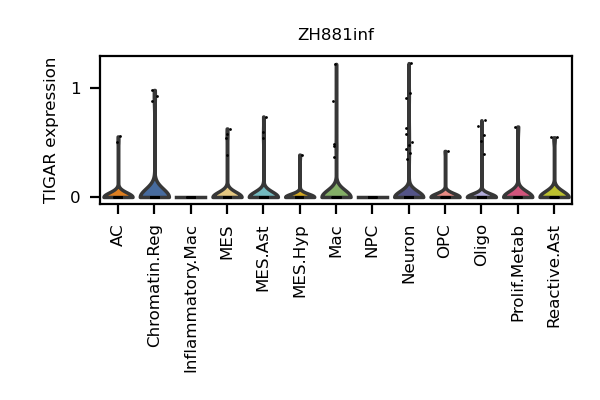 ZH881inf
TIGAR expression
1
0
AC
Chromatin.Reg
Inflammatory.Mac
MES
MES.Ast
MES.Hyp
Mac
NPC
Neuron
OPC
Oligo
Prolif.Metab
Reactive.Ast